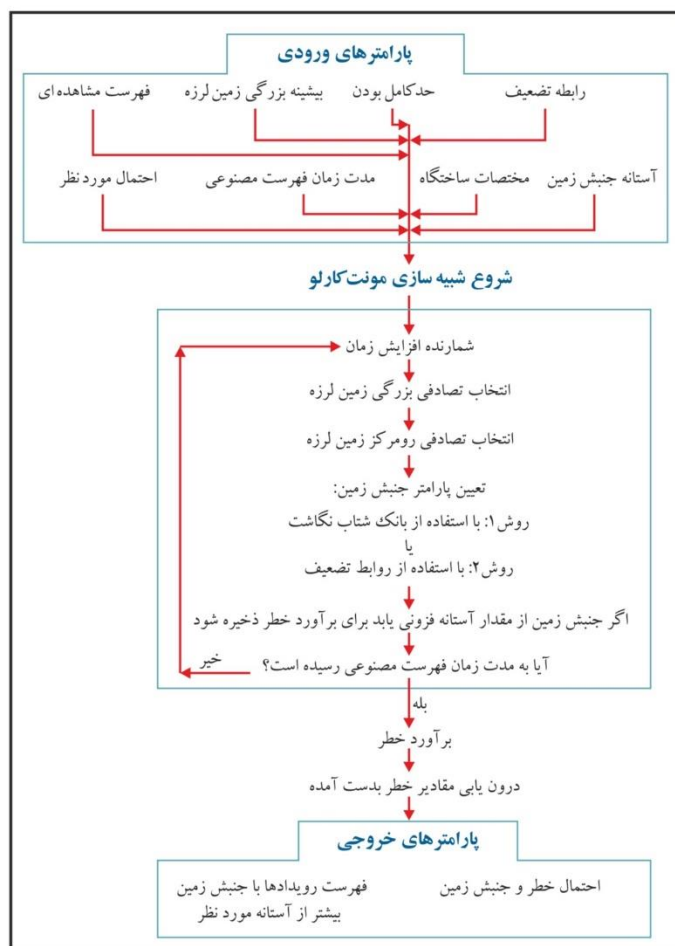 پارامترهای ورودی
رابطه تضعیف
حدکامل بودن
بیشینه بزرگی زمین لرزه
فهرست مشاهده ای
آستانه جنبش زمین
مختصات ساختگاه
مدت زمان فهرست مصنوعی
احتمال مورد نظر
شروع شبیه سازی مونت‌کارلو
شمارنده افزایش زمان
انتخاب تصادفی بزرگی زمین لرزه
انتخاب تصادفی رومرکز زمین لرزه
تعیین پارامتر جنبش زمین:
روش۱: با استفاده از بانک شتاب نگاشت
یا
روش۲: با استفاده از روابط تضعیف
اگر جنبش زمین از مقدار آستانه فزونی یابد برای برآورد خطر ذخیره شود
آیا به مدت زمان فهرست مصنوعی رسیده است؟
خیر
بله
برآورد خطر
درون یابی مقادیر خطر بدست آمده
پارامترهای خروجی
احتمال خطر و جنبش زمین
فهرست رویدادها با جنبش زمین
بیشتر از آستانه مورد نظر